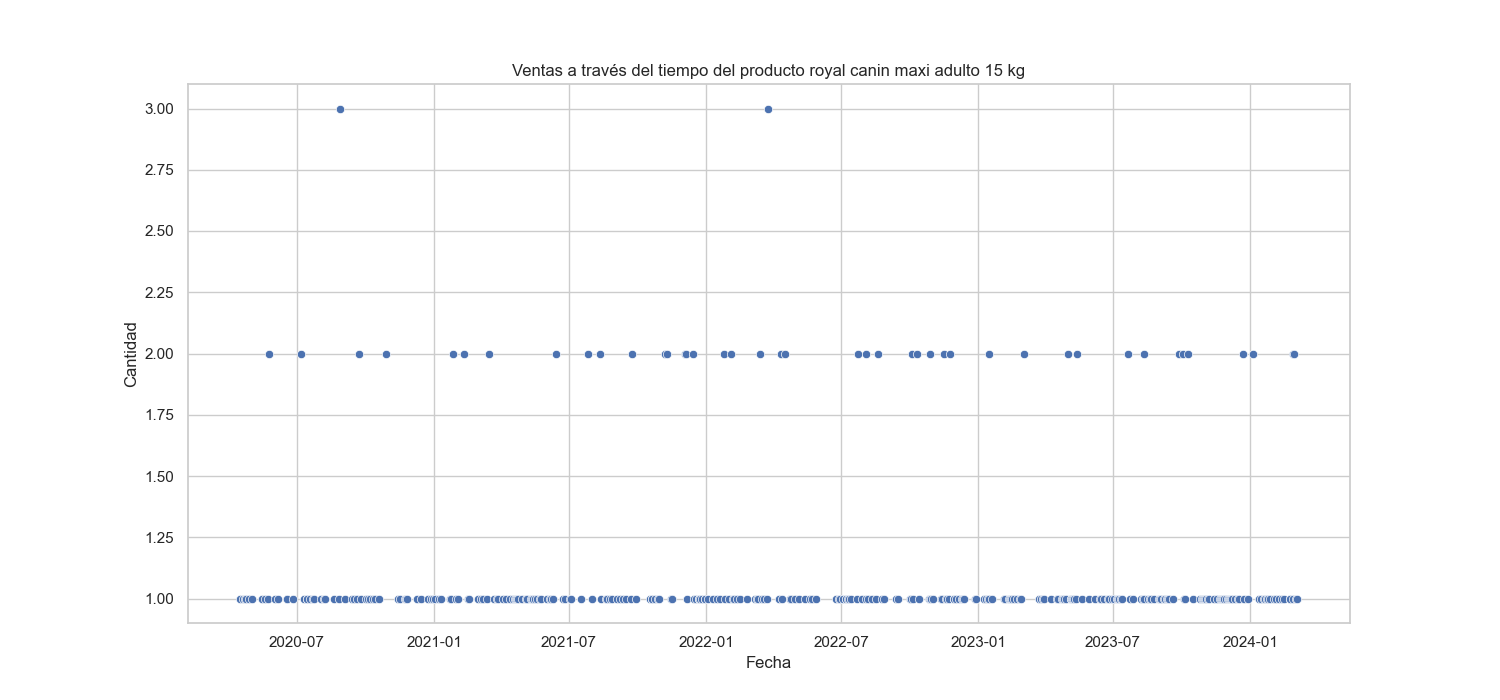 Ventas a través del tiempo del producto royal canin maxi adulto 15 kg
3.00
2.75
2.50
2.25
2.00
1.75
1.50
1.25
1.00
Cantidad
2020-07 2021-01 2021-07 2022-01 2022-07 2023-01 2023-07 2024-01
Fecha